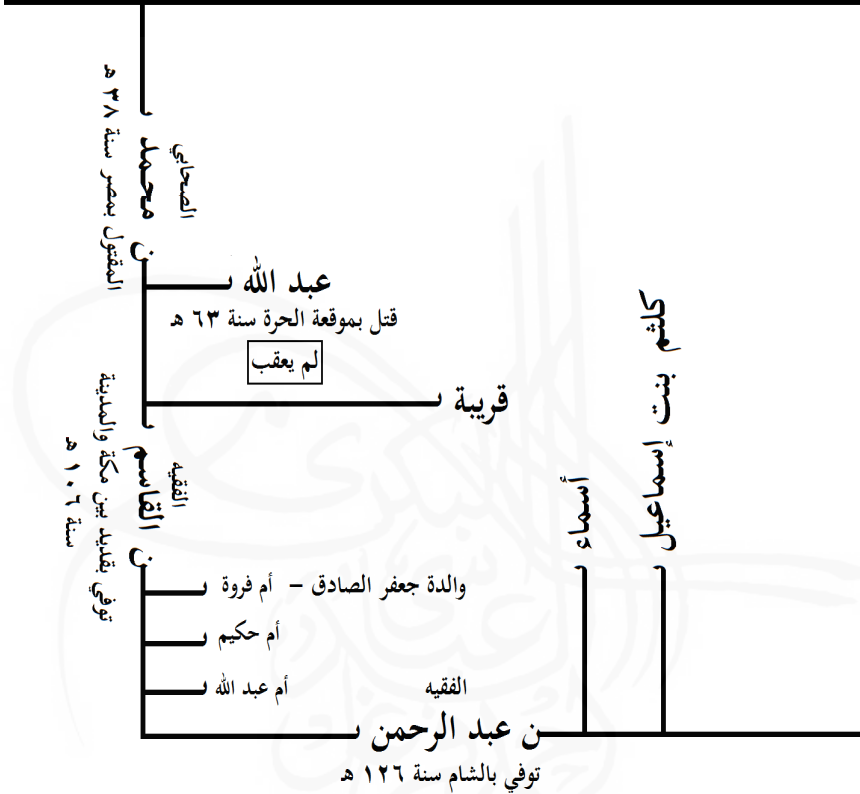 الصحابي
محمد
ن
المقتول بمصر سنة ٣٨ هـ
عبد الله
قتل بموقعة الحرة سنة ٦٣ هـ
لم يعقب
قريبة
الفقيه
القاسم
ن
توفي بقديد بين مكة والمدينة
سنة ١٠٦ هـ
كلثم بنت إسماعيل
أسماء
والدة جعفر الصادق – أم فروة
أم حكيم
أم عبد الله
الفقيه
ن عبد الرحمن
توفي بالشام سنة ١٢٦ هـ